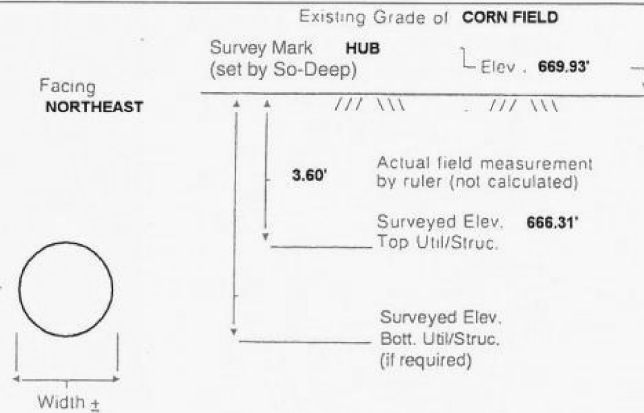 Existing Grade of CORN FIELD
Survey Mark HUB
(set by So-Deep)
Elev. 669.93'
Facing
NORTHEAST
3.60'
Actual field measurement
by ruler (not calculated)
Surveyed Elev. 666.31'
Top Util/Struc.
Surveyed Elev.
Bott. Util/Struc.
(if required)
Width ±